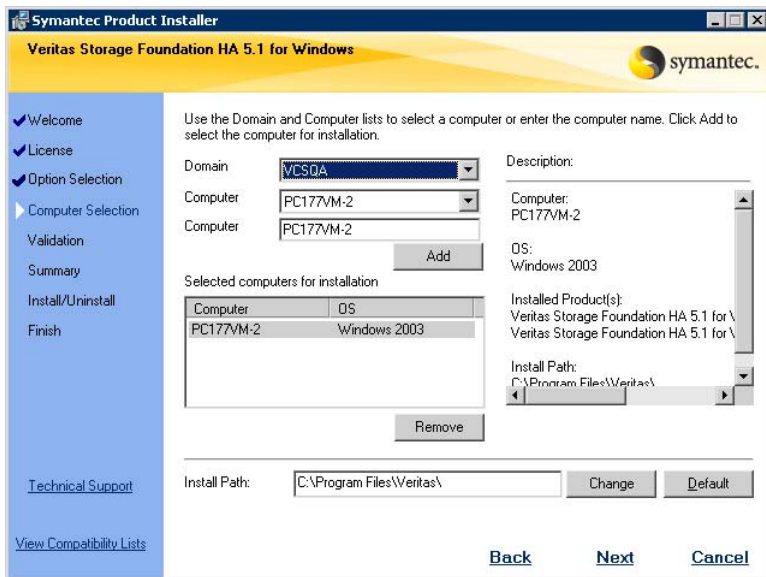 Symantec Product Installer
Veritas Storage Foundation HA 5.1 for Windows
symantec.
Welcome
License
Option Selection
Computer Selection
Validation
Summary
Install/Uninstall
Finish
Technical Support
View Compatibility Lists
Use the Domain and Computer lists to select a computer or enter the computer name. Click Add to
select the computer for installation.
Domain VCSQA
Computer PC177VM-2
Computer PC177VM-2
Add
Selected computers for installation
Computer OS
PC177VM-2 Windows 2003
Remove
Description:
Computer:
PC177VM-2
OS:
Windows 2003
Installed Product(s):
Veritas Storage Foundation HA 5.1 for \
Veritas Storage Foundation HA 5.1 for \
Install Path:
C:\Program Files\Veritas\
Install Path: C:\Program Files\Veritas\ Change Default
Back Next Cancel